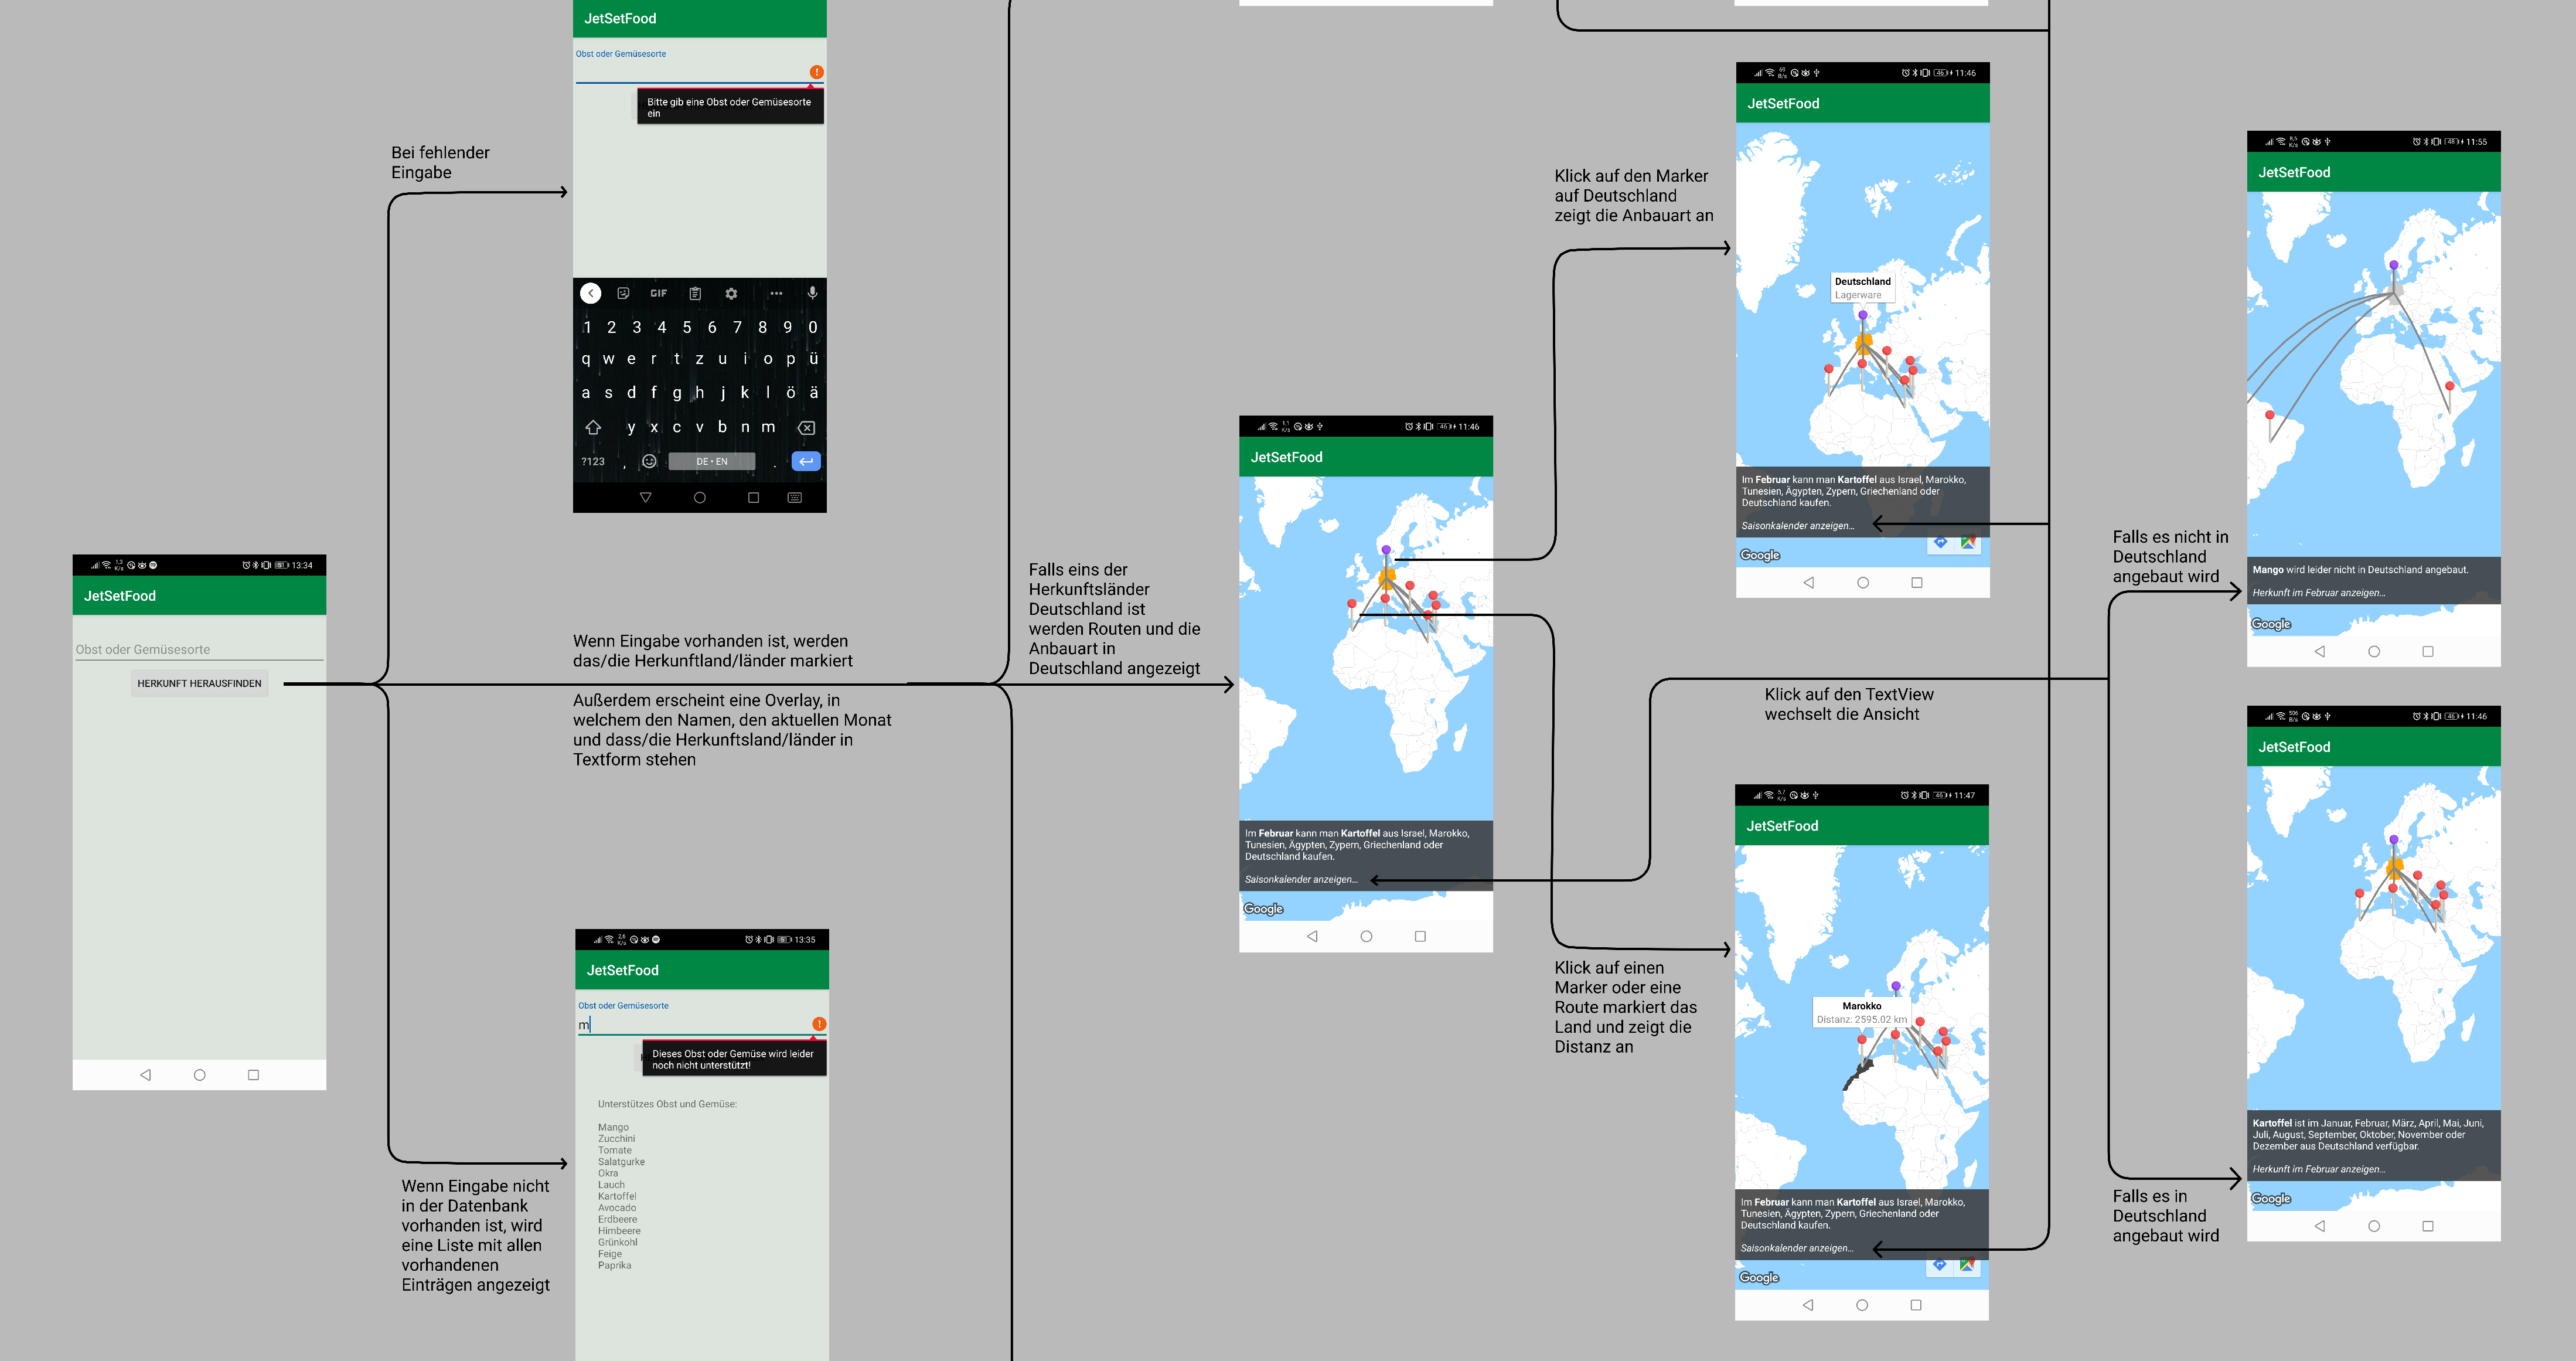 JetSetFood
Obst oder Gemüsesorte
Bitte gib eine Obst oder Gemüsesorte
ein
GIF
1 2 3 4 5 6 7 8 9 0
q w e r t z u i o p ü
a s d f g h j k l ö ä
y x c v b n m
?123 , DE • EN .
Bei fehlender
Eingabe
13:34
JetSetFood
Obst oder Gemüsesorte
HERKUNFT HERAUSFINDEN
Wenn Eingabe vorhanden ist, werden
das/die Herkunftland/länder markiert
Außerdem erscheint eine Overlay, in
welchem den Namen, den aktuellen Monat
und dass/die Herkunftsland/länder in
Textform stehen
Wenn Eingabe nicht
in der Datenbank
vorhanden ist, wird
eine Liste mit allen
vorhandenen
Einträgen angezeigt
13:35
JetSetFood
Obst oder Gemüsesorte
m
Dieses Obst oder Gemüse wird leider
noch nicht unterstützt!
Unterstützes Obst und Gemüse:
Mango
Zucchini
Tomate
Salatgurke
Okra
Lauch
Kartoffel
Avocado
Erdbeere
Himbeere
Grünkohl
Feige
Paprika
Falls eins der
Herkunftsländer
Deutschland ist
werden Routen und die
Anbauart in
Deutschland angezeigt
11:46
JetSetFood
Im Februar kann man Kartoffel aus Israel, Marokko,
Tunesien, Ägypten, Zypern, Griechenland oder
Deutschland kaufen.
Saisonkalender anzeigen...
Google
Klick auf den Marker
auf Deutschland
zeigt die Anbauart an
11:46
JetSetFood
Deutschland
Lagerware
Im Februar kann man Kartoffel aus Israel, Marokko,
Tunesien, Ägypten, Zypern, Griechenland oder
Deutschland kaufen.
Saisonkalender anzeigen...
Google
Klick auf den TextView
wechselt die Ansicht
Klick auf einen
Marker oder eine
Route markiert das
Land und zeigt die
Distanz an
11:47
JetSetFood
Marokko
Distanz: 2595.02 km
Im Februar kann man Kartoffel aus Israel, Marokko,
Tunesien, Ägypten, Zypern, Griechenland oder
Deutschland kaufen.
Saisonkalender anzeigen...
Google
Falls es nicht in
Deutschland
angebaut wird
11:55
JetSetFood
Mango wird leider nicht in Deutschland angebaut.
Herkunft im Februar anzeigen...
Google
11:46
JetSetFood
Kartoffel ist im Januar, Februar, März, April, Mai, Juni,
Juli, August, September, Oktober, November oder
Dezember aus Deutschland verfügbar.
Herkunft im Februar anzeigen...
Google
Falls es in
Deutschland
angebaut wird